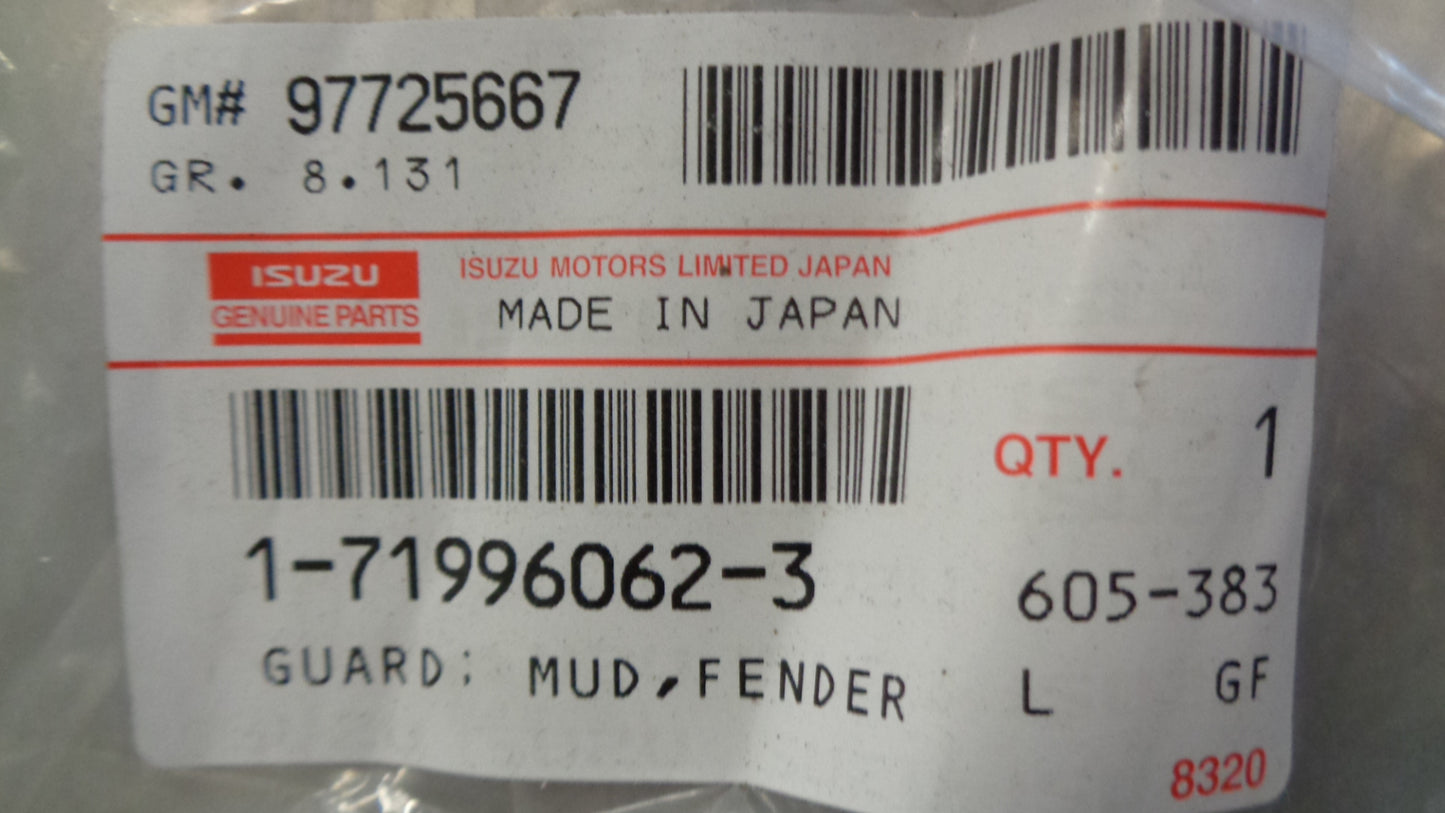 GM# 97725667
GR. 8.131
ISUZU
GENUINE PARTS
ISUZU MOTORS LIMITED JAPAN
MADE IN JAPAN
QTY. 1
1-71996062-3
605-383
GUARD; MUD, FENDER
L GF
8320